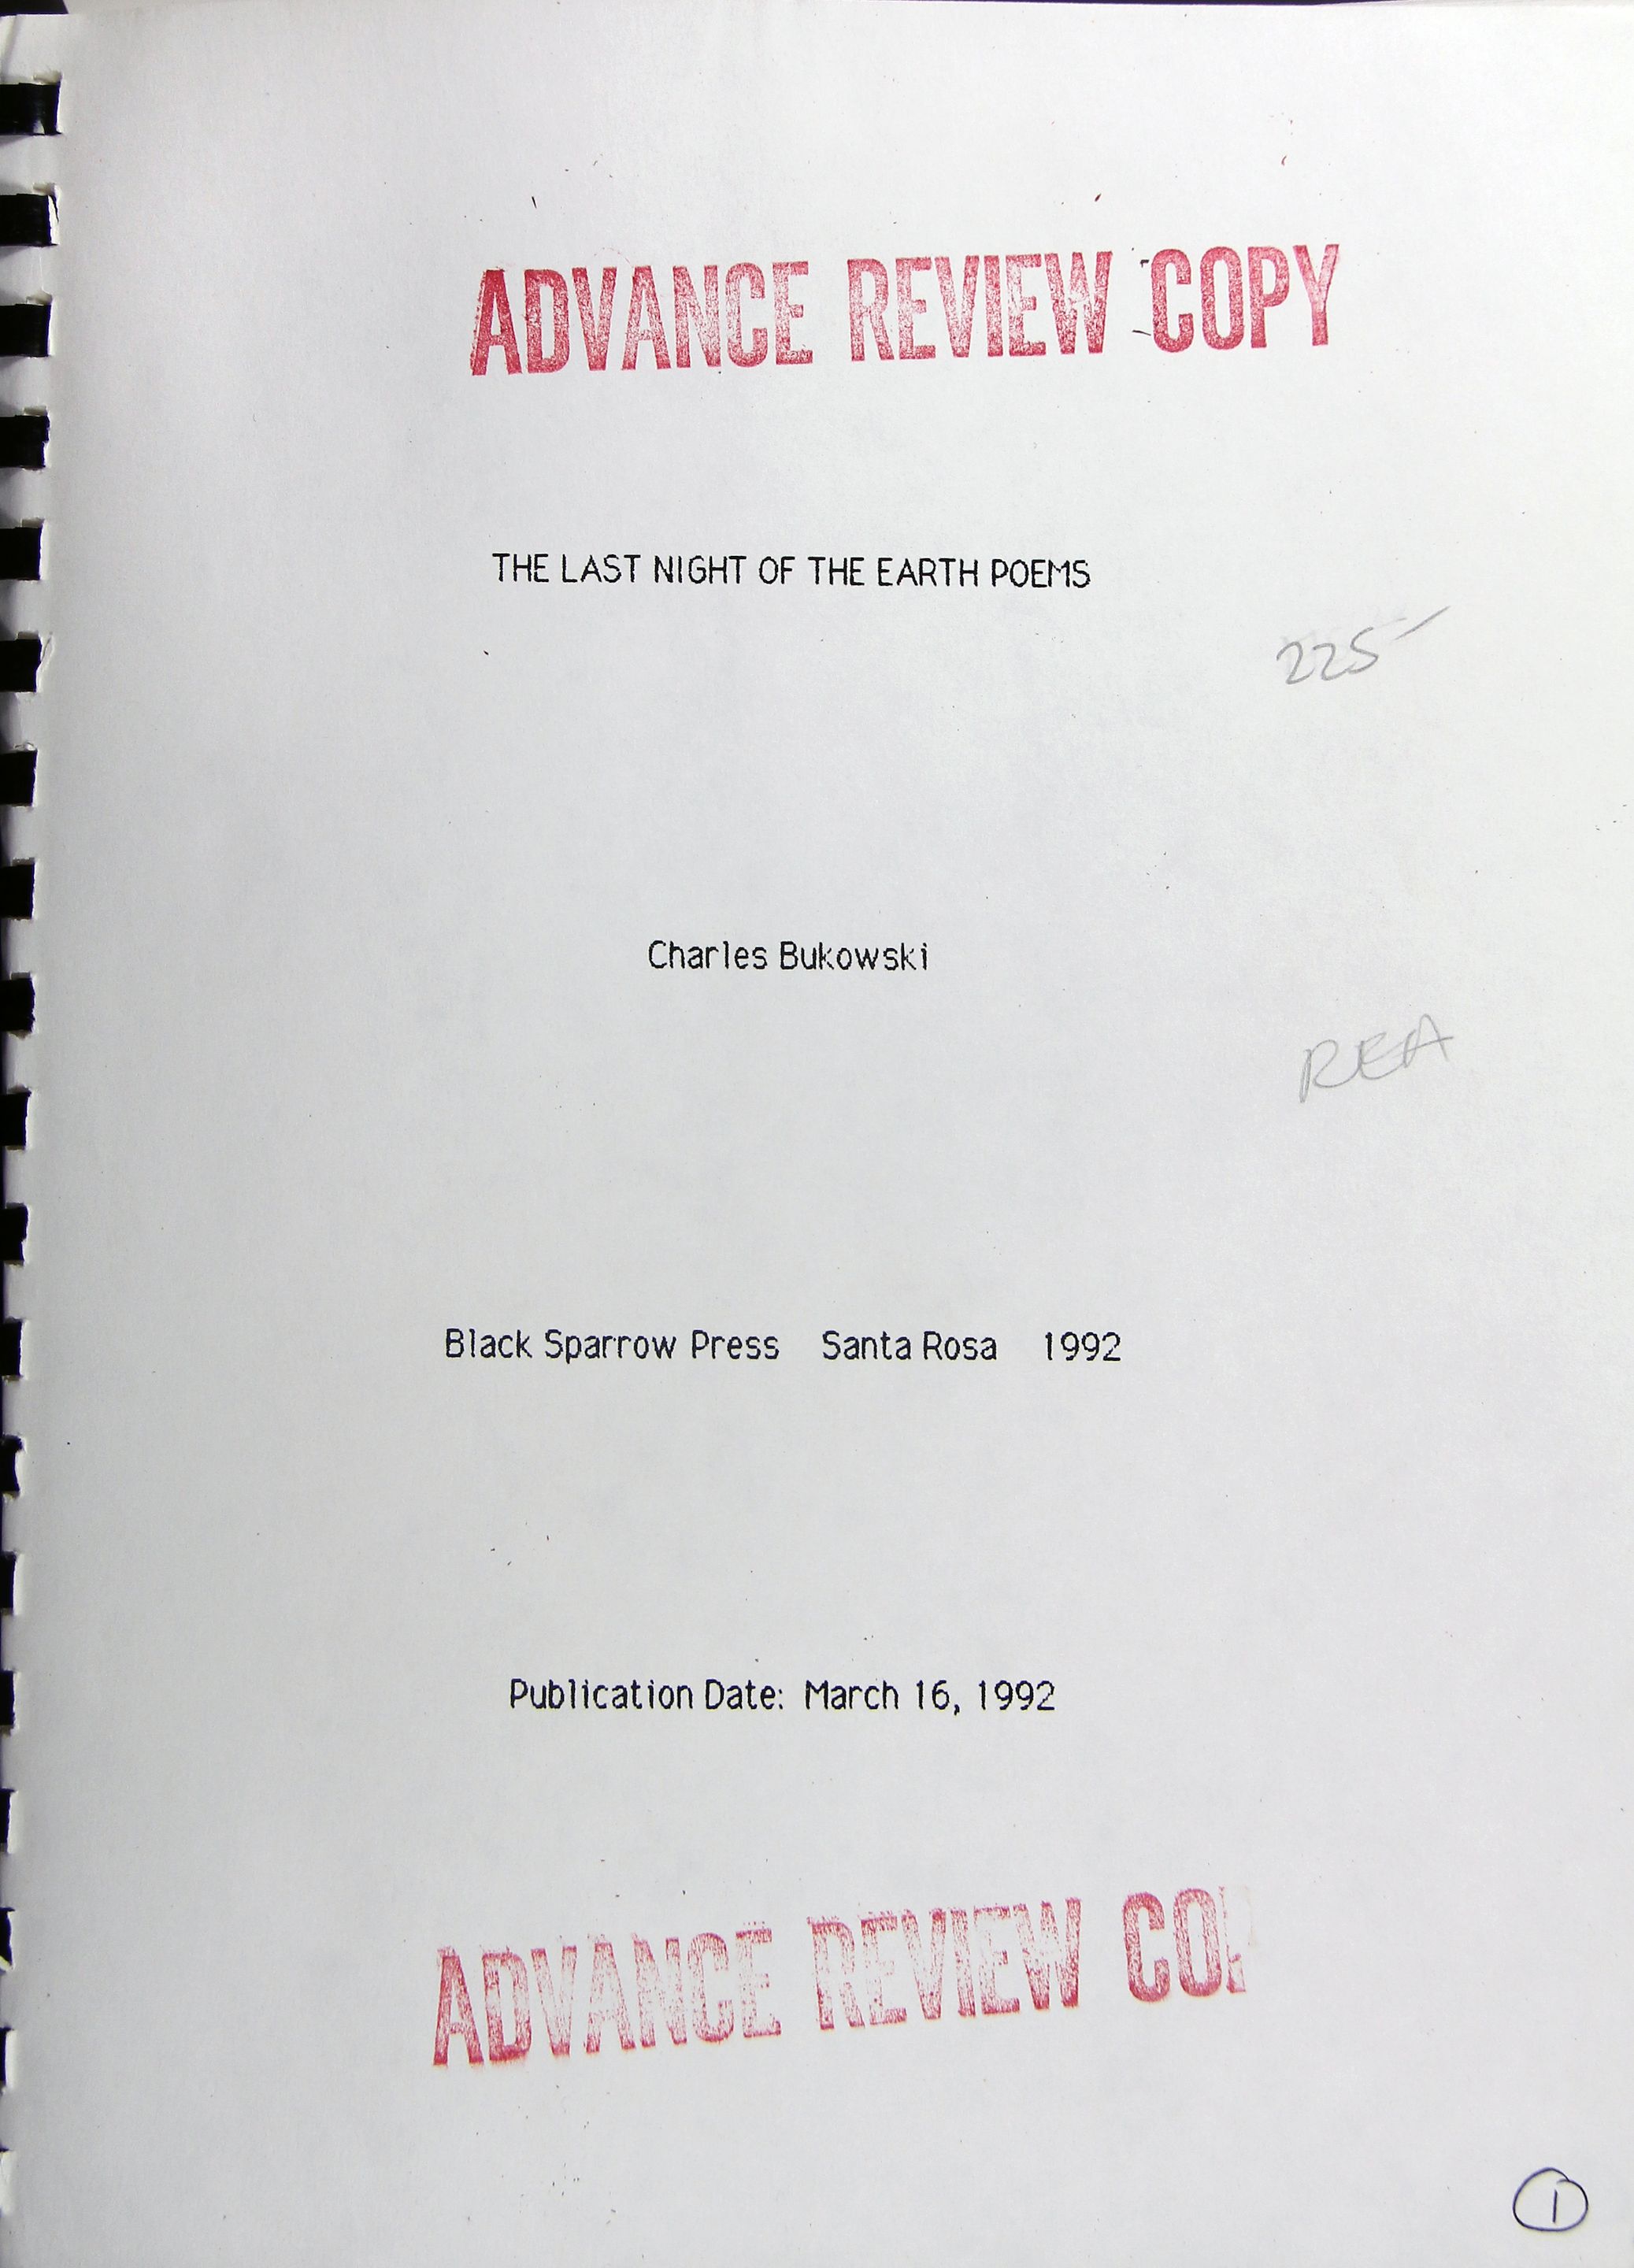 ADVANCE REVIEW COPY
THE LAST NIGHT OF THE EARTH POEMS
225-
Charles Bukowski
REA
Black Sparrow Press Santa Rosa 1992
Publication Date: March 16, 1992
ADVANCE REVIEW COP
1